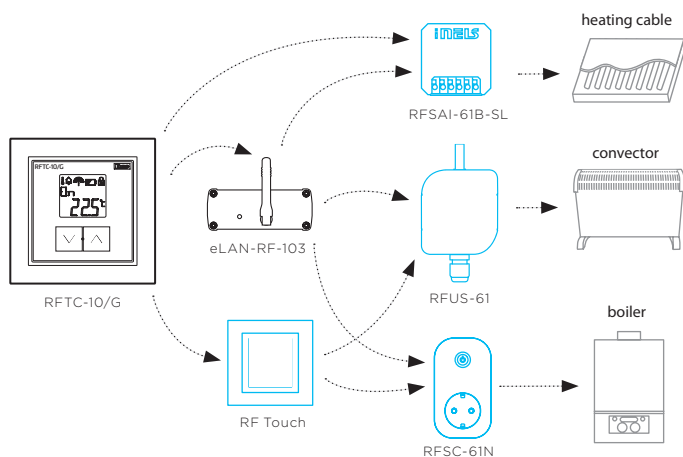 heating cable
iNELS
RFSAI-61B-SL
RFTC-10/G
On
22.5°C
convector
eLAN-RF-103
RFTC-10/G
RFUS-61
boiler
RF Touch
RFSC-61N